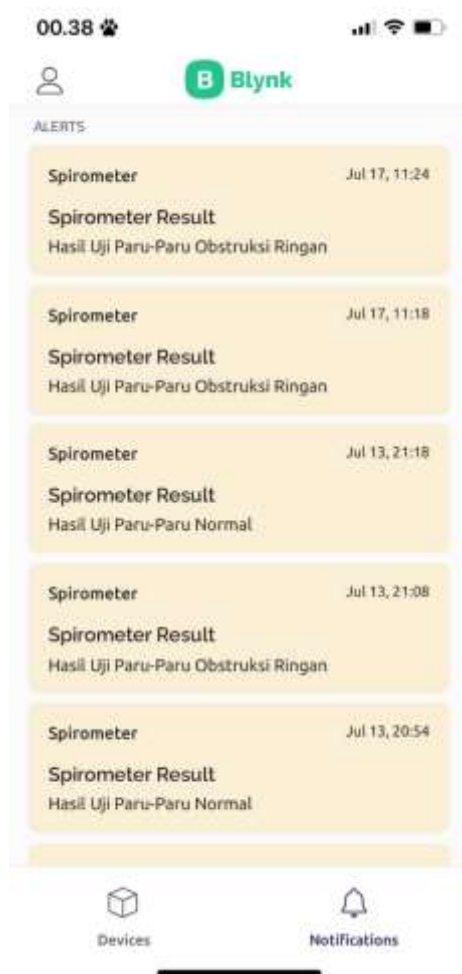 00.38
B Blynk
ALERTS
Spirometer Jul 17, 11:24
Spirometer Result
Hasil Uji Paru-Paru Obstruksi Ringan
Spirometer Jul 17, 11:18
Spirometer Result
Hasil Uji Paru-Paru Obstruksi Ringan
Spirometer Jul 13, 21:18
Spirometer Result
Hasil Uji Paru-Paru Normal
Spirometer Jul 13, 21:08
Spirometer Result
Hasil Uji Paru-Paru Obstruksi Ringan
Spirometer Jul 13, 20:54
Spirometer Result
Hasil Uji Paru-Paru Normal
Devices Notifications